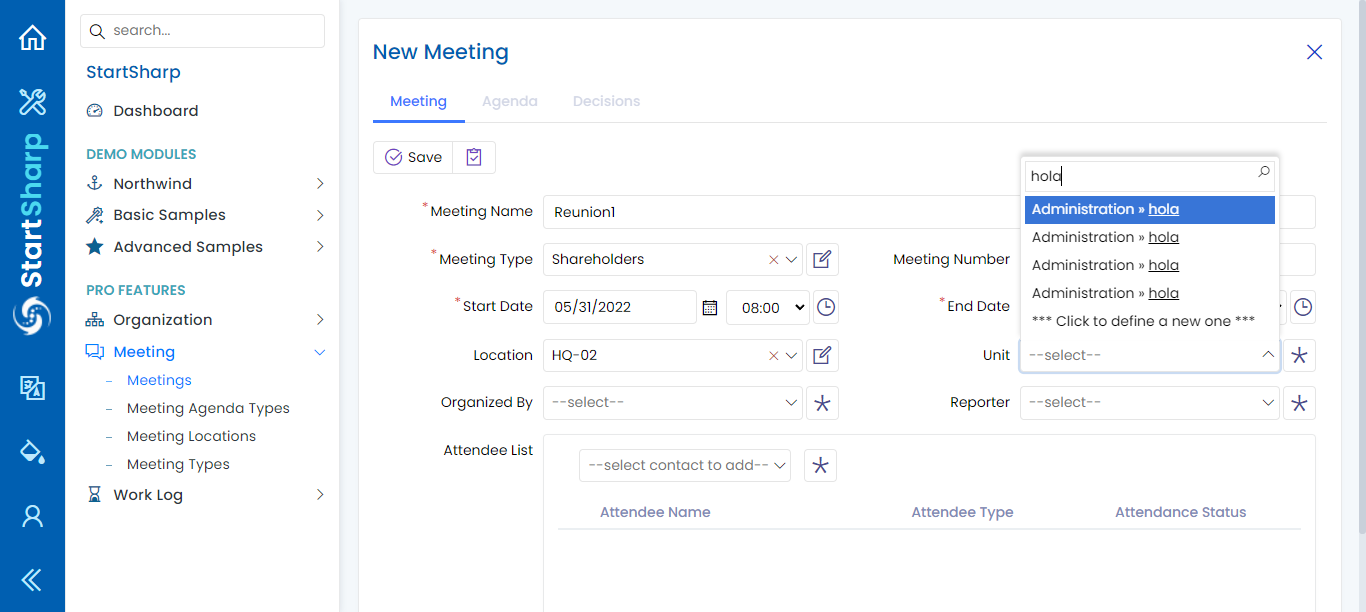 StartSharp
search...
StartSharp
Dashboard
DEMO MODULES
Northwind
Basic Samples
Advanced Samples
PRO FEATURES
Organization
Meeting
Meetings
Meeting Agenda Types
Meeting Locations
Meeting Types
Work Log
New Meeting
Meeting Agenda Decisions
Save
*Meeting Name Reunion1
*Meeting Type Shareholders
Meeting Number
*Start Date 05/31/2022 08:00
*End Date
Location HQ-02
Unit --select--
hola
Administration » hola
Administration » hola
Administration » hola
Administration » hola
*** Click to define a new one ***
Organized By --select--
Reporter --select--
Attendee List
--select contact to add--
Attendee Name Attendee Type Attendance Status